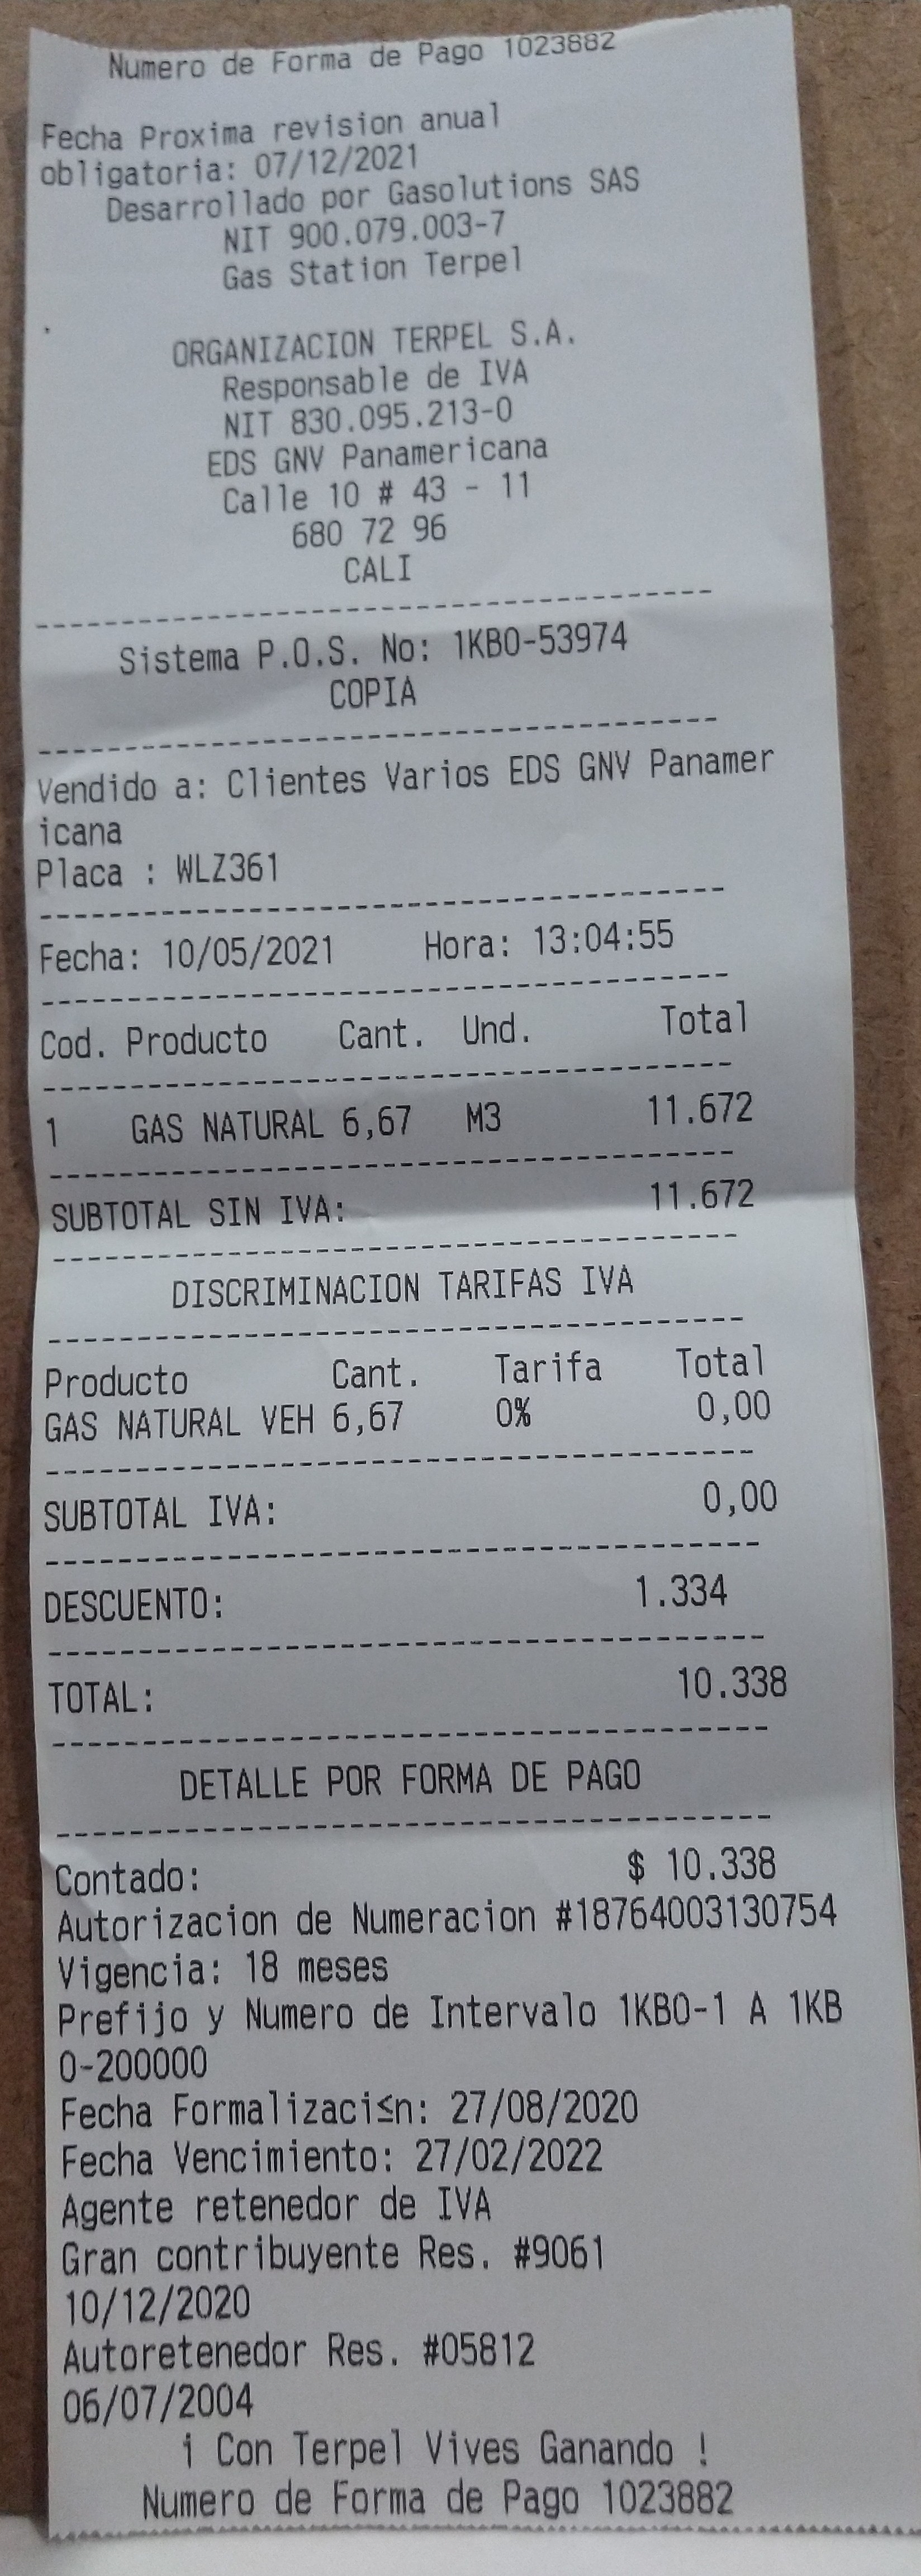 Numero de Forma de Pago 1023882
Fecha Proxima revision anual
obligatoria: 07/12/2021
Desarrollado por Gasolutions SAS
NIT 900.079.003-7
Gas Station Terpel
ORGANIZACION TERPEL S.A.
Responsable de IVA
NIT 830.095.213-0
EDS GNV Panamericana
Calle 10 # 43 - 11
680 72 96
CALI
Sistema P.O.S. No: 1KBO-53974
COPIA
Vendido a: Clientes Varios EDS GNV Panamer
icana
Placa : WLZ361
Fecha: 10/05/2021 Hora: 13:04:55
Cod. Producto Cant. Und. Total
1 GAS NATURAL 6,67 M3 11.672
SUBTOTAL SIN IVA: 11.672
DISCRIMINACION TARIFAS IVA
Producto Cant. Tarifa Total
GAS NATURAL VEH 6,67 0% 0,00
SUBTOTAL IVA: 0,00
DESCUENTO: 1.334
TOTAL: 10.338
DETALLE POR FORMA DE PAGO
Contado: $ 10.338
Autorizacion de Numeracion #18764003130754
Vigencia: 18 meses
Prefijo y Numero de Intervalo 1KBO-1 A 1KB
O-200000
Fecha Formalizaci≤n: 27/08/2020
Fecha Vencimiento: 27/02/2022
Agente retenedor de IVA
Gran contribuyente Res. #9061
10/12/2020
Autoretenedor Res. #05812
06/07/2004
¡ Con Terpel Vives Ganando !
Numero de Forma de Pago 1023882